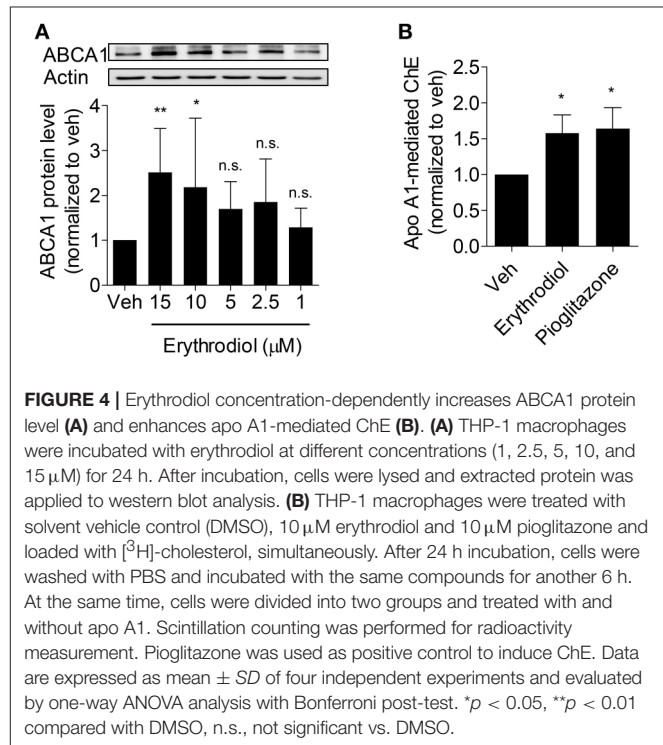 A
ABCA1
Actin
ABCA1 protein level
(normalized to veh)
4
3
2
1
0
**
*
n.s.
n.s.
n.s.
Veh 15 10 5 2.5 1
Erythrodiol (μM)
B
Apo A1-mediated ChE
(normalized to veh)
2.5
2.0
1.5
1.0
0.5
0.0
*
*
Veh
Erythrodiol
Pioglitazone
FIGURE 4 | Erythrodiol concentration-dependently increases ABCA1 protein
level (A) and enhances apo A1-mediated ChE (B). (A) THP-1 macrophages
were incubated with erythrodiol at different concentrations (1, 2.5, 5, 10, and
15 μM) for 24 h. After incubation, cells were lysed and extracted protein was
applied to western blot analysis. (B) THP-1 macrophages were treated with
solvent vehicle control (DMSO), 10 μM erythrodiol and 10 μM pioglitazone and
loaded with [³H]-cholesterol, simultaneously. After 24 h incubation, cells were
washed with PBS and incubated with the same compounds for another 6 h.
At the same time, cells were divided into two groups and treated with and
without apo A1. Scintillation counting was performed for radioactivity
measurement. Pioglitazone was used as positive control to induce ChE. Data
are expressed as mean ± SD of four independent experiments and evaluated
by one-way ANOVA analysis with Bonferroni post-test. *p < 0.05, **p < 0.01
compared with DMSO, n.s., not significant vs. DMSO.